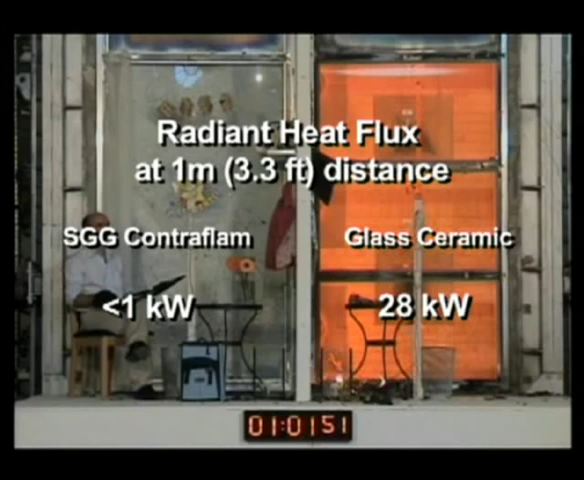 Radiant Heat Flux
at 1m (3.3 ft) distance
SGG Contraflam
Glass Ceramic
<1 kW
28 kW
01:01 51